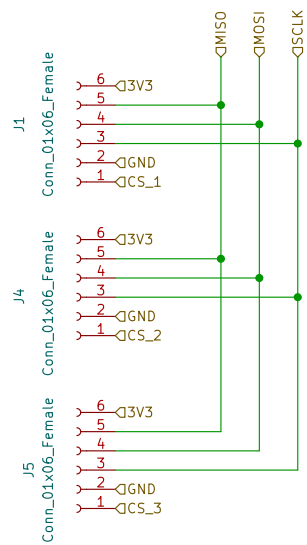 MISO
MOSI
SCLK
J1
Conn_01x06_Female
6 3V3
5
4
3
2 GND
1 CS_1
J4
Conn_01x06_Female
6 3V3
5
4
3
2 GND
1 CS_2
J5
Conn_01x06_Female
6 3V3
5
4
3
2 GND
1 CS_3